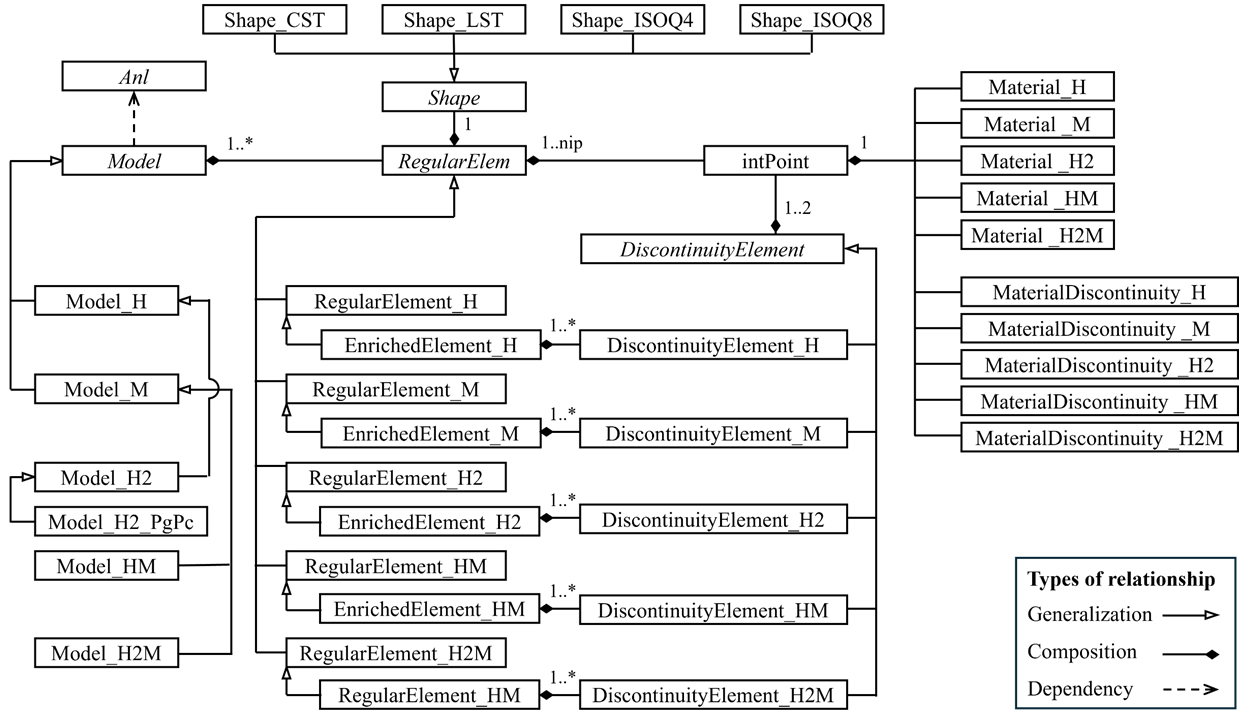 Shape_CST
Shape_LST
Shape_ISOQ4
Shape_ISOQ8
Anl
Shape
Material_H
1
Material _M
Model
1..*
RegularElem
1..nip
intPoint
1
Material _H2
Material _HM
1..2
Material _H2M
DiscontinuityElement
Model_H
RegularElement_H
MaterialDiscontinuity_H
MaterialDiscontinuity _M
EnrichedElement_H
1..*
DiscontinuityElement_H
MaterialDiscontinuity _H2
Model_M
RegularElement_M
MaterialDiscontinuity _HM
EnrichedElement_M
1..*
DiscontinuityElement_M
MaterialDiscontinuity _H2M
Model_H2
RegularElement_H2
Model_H2_PgPc
EnrichedElement_H2
1..*
DiscontinuityElement_H2
Model_HM
RegularElement_HM
EnrichedElement_HM
1..*
DiscontinuityElement_HM
Model_H2M
RegularElement_H2M
RegularElement_HM
1..*
DiscontinuityElement_H2M
Types of relationship
Generalization
Composition
Dependency